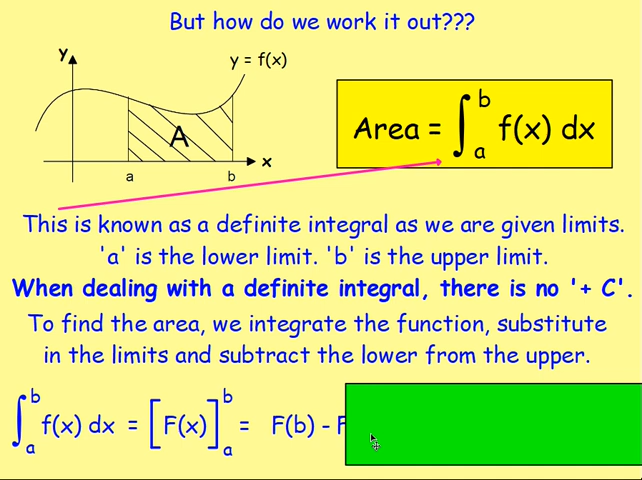 But how do we work it out???
y
y = f(x)
A
x
a
b
Area = ∫ₐᵇ f(x) dx
This is known as a definite integral as we are given limits.
'a' is the lower limit. 'b' is the upper limit.
When dealing with a definite integral, there is no '+ C'.
To find the area, we integrate the function, substitute
in the limits and subtract the lower from the upper.
∫ₐᵇ f(x) dx = [F(x)]ₐᵇ = F(b) - F